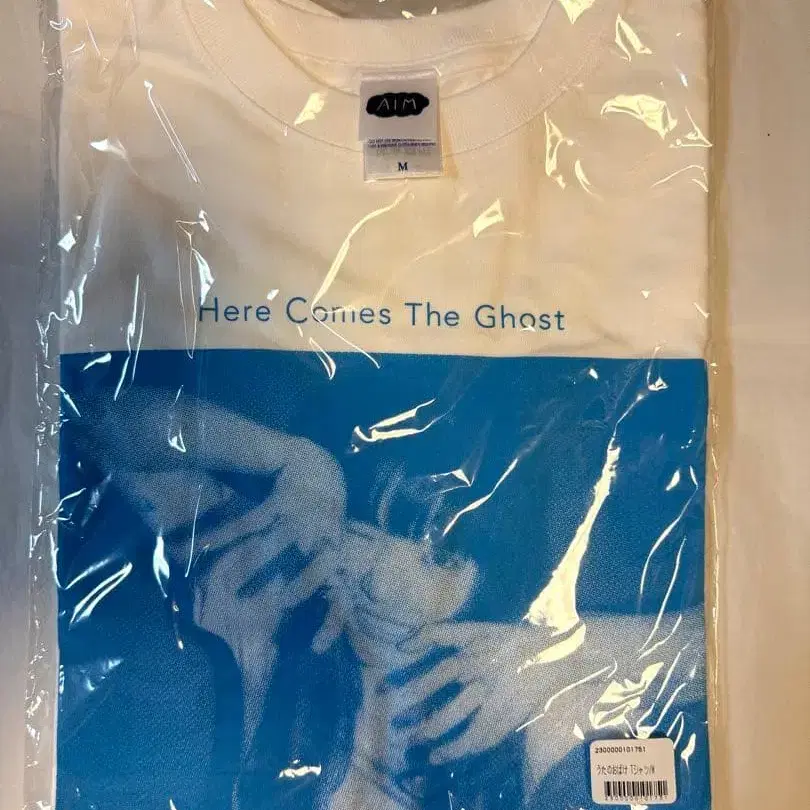 AIM
M
Here Comes The Ghost
2300000101751
うたのおばけ Tシャツ/M